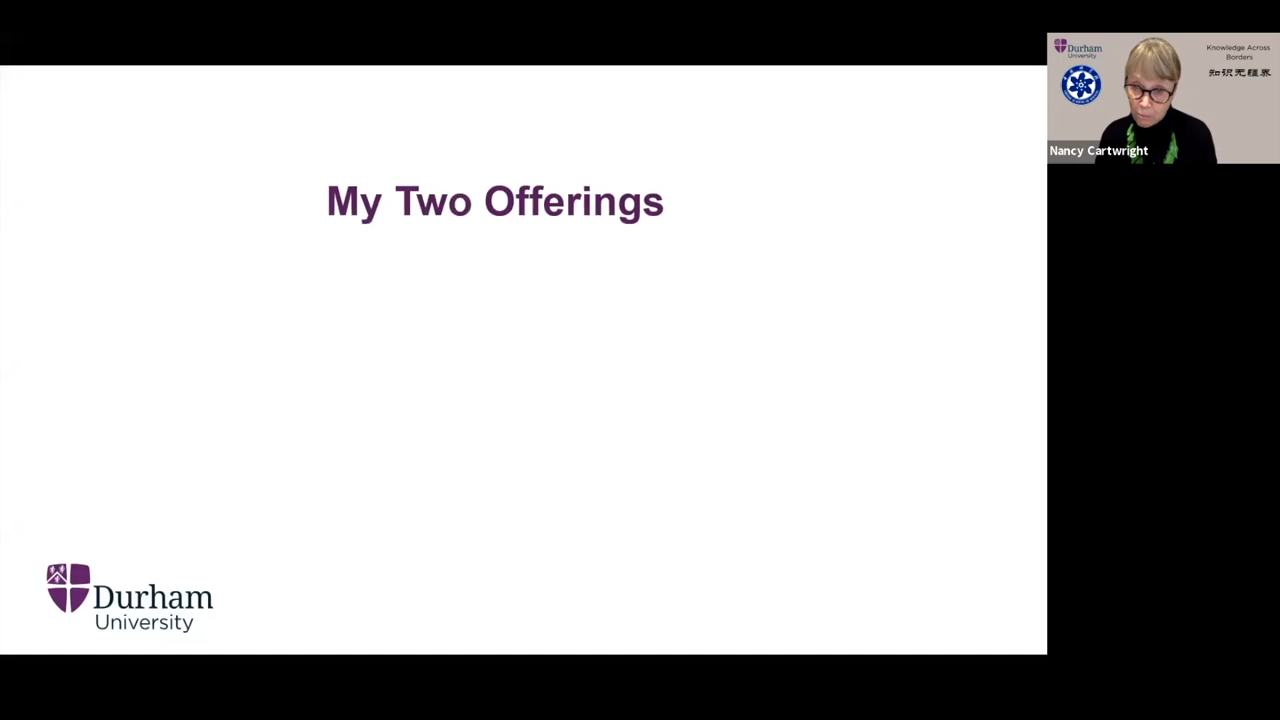 My Two Offerings
Durham
University
Durham
University
Knowledge Across
Borders
知识无疆界
Nancy Cartwright